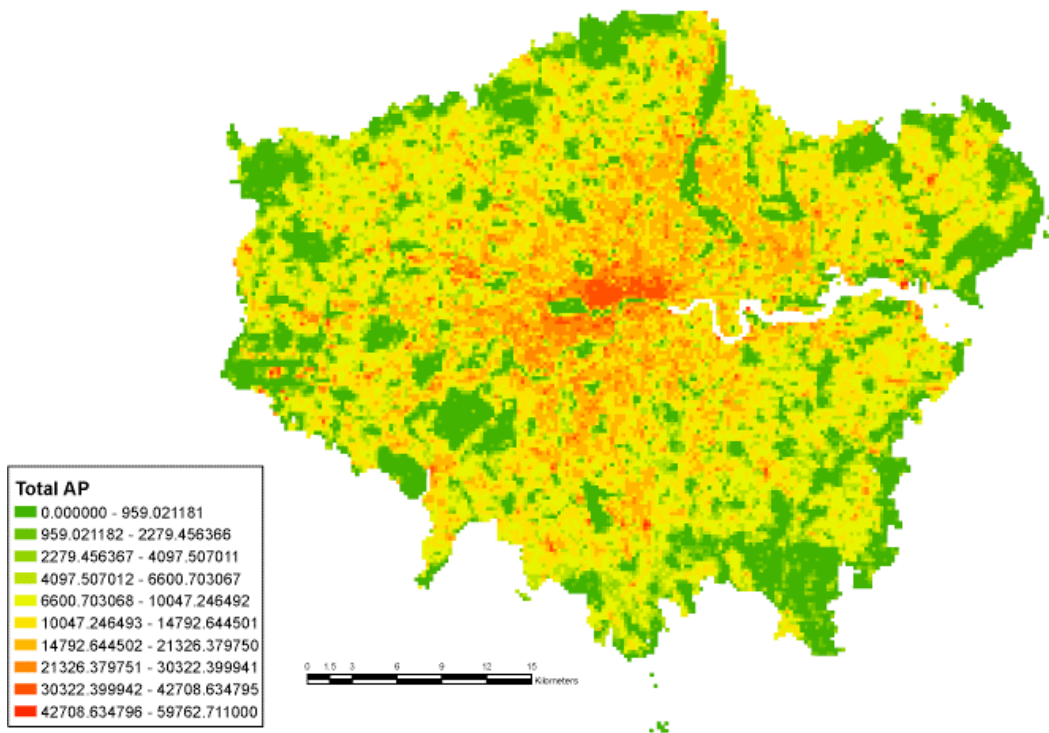 Total AP
0.000000 - 959.021181
959.021182 - 2279.456366
2279.456367 - 4097.507011
4097.507012 - 6600.703067
6600.703068 - 10047.246492
10047.246493 - 14792.644501
14792.644502 - 21326.379750
21326.379751 - 30322.399941
30322.399942 - 42708.634795
42708.634796 - 59762.711000
0 1.5 3 6 9 12 15
Kilometers